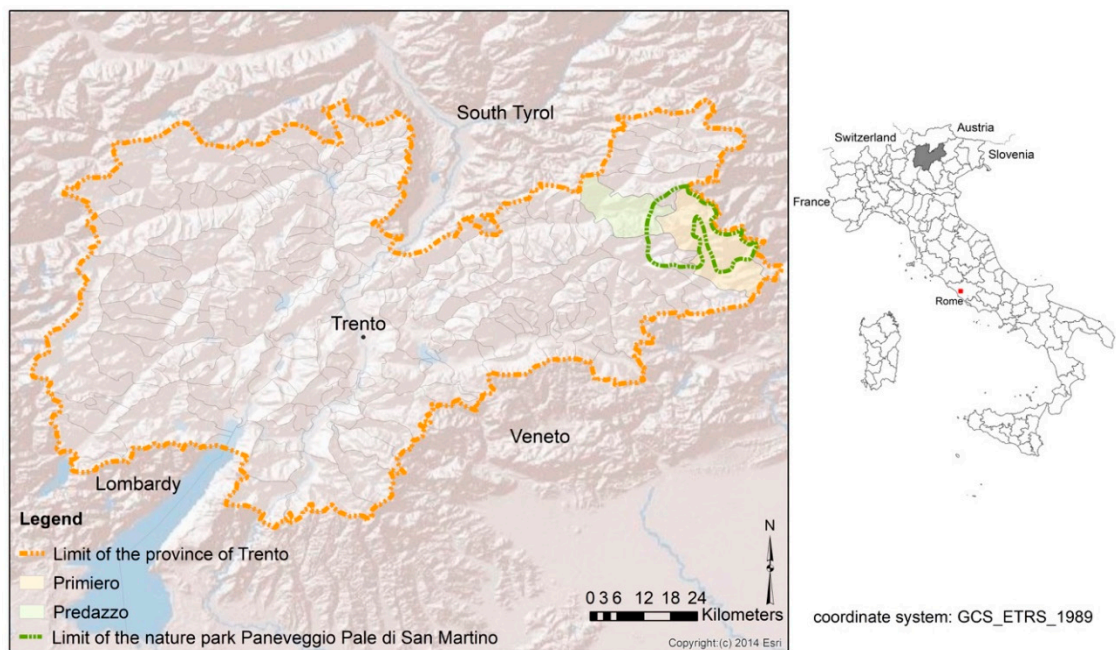 South Tyrol
Trento
Veneto
Lombardy
Legend
Limit of the province of Trento
Primiero
Predazzo
Limit of the nature park Paneveggio Pale di San Martino
N
0 3 6 12 18 24
Kilometers
Copyright:(c) 2014 Esri
Switzerland
Austria
Slovenia
France
Rome
coordinate system: GCS_ETRS_1989